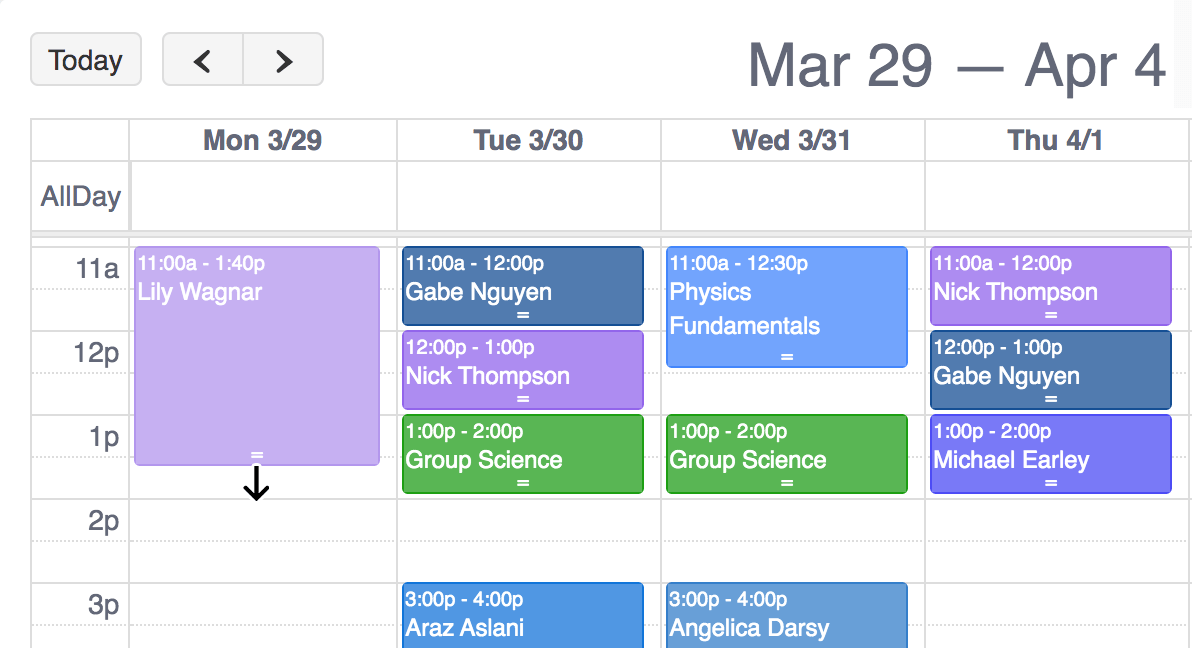 Today
Mar 29 — Apr 4
Mon 3/29
Tue 3/30
Wed 3/31
Thu 4/1
AllDay
11a
12p
1p
2p
3p
11:00a - 1:40p
Lily Wagnar
11:00a - 12:00p
Gabe Nguyen
12:00p - 1:00p
Nick Thompson
1:00p - 2:00p
Group Science
3:00p - 4:00p
Araz Aslani
11:00a - 12:30p
Physics
Fundamentals
1:00p - 2:00p
Group Science
3:00p - 4:00p
Angelica Darsy
11:00a - 12:00p
Nick Thompson
12:00p - 1:00p
Gabe Nguyen
1:00p - 2:00p
Michael Earley